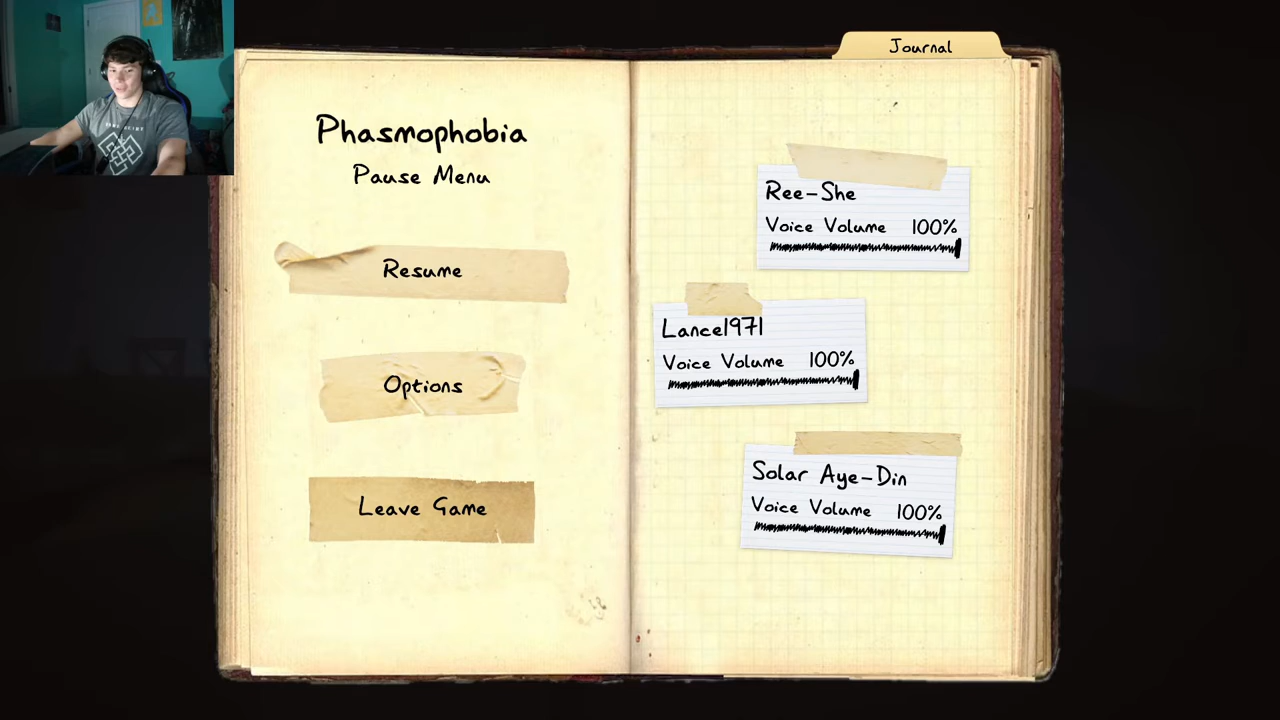 Journal
Phasmophobia
Pause Menu
Resume
Options
Leave Game
Ree-She
Voice Volume 100%
Lance1971
Voice Volume 100%
Solar Aye-Din
Voice Volume 100%